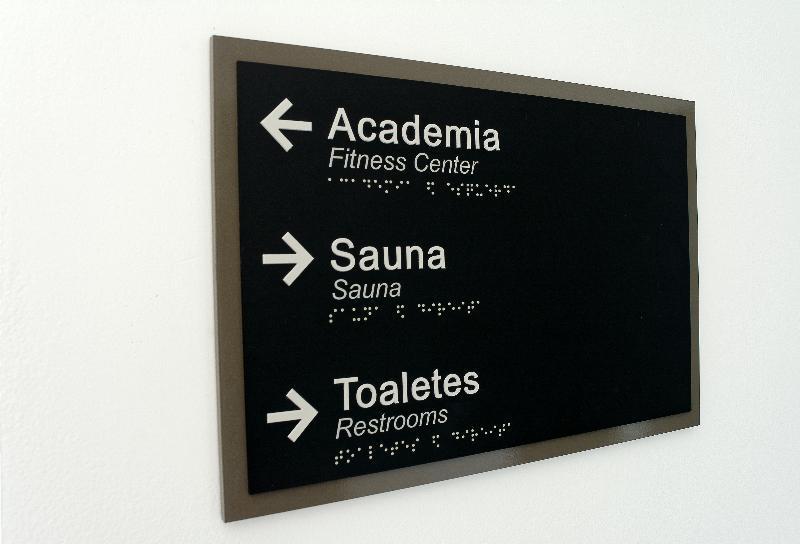 Academia
Fitness Center
Sauna
Sauna
Toaletes
Restrooms